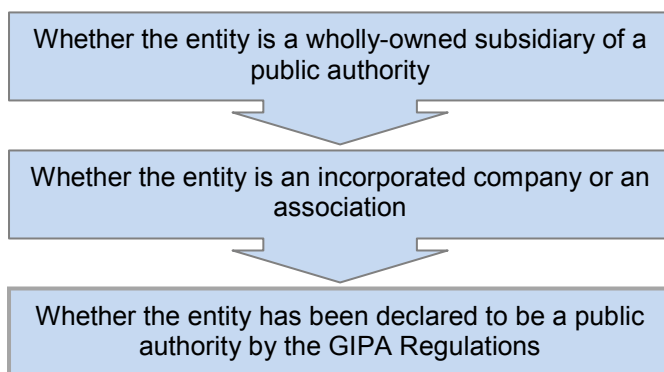 Whether the entity is a wholly-owned subsidiary of a
public authority
Whether the entity is an incorporated company or an
association
Whether the entity has been declared to be a public
authority by the GIPA Regulations